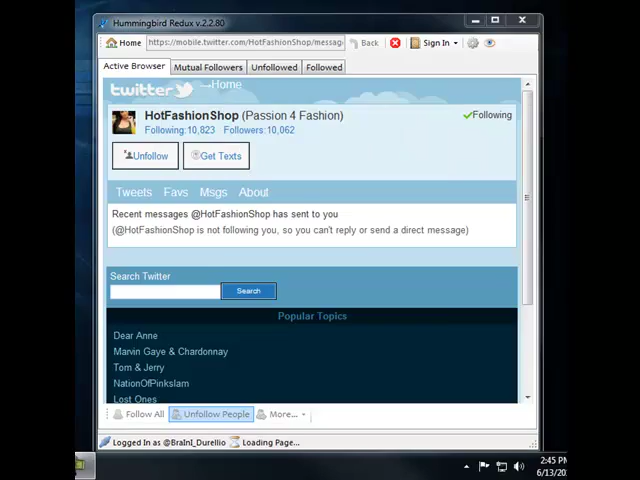 Hummingbird Redux v.2.2.80
Home https://mobile.twitter.com/HotFashionShop/messag Back Sign In
Active Browser Mutual Followers Unfollowed Followed
twitter →Home
HotFashionShop (Passion 4 Fashion) Following
Following:10,823 Followers:10,062
Unfollow Get Texts
Tweets Favs Msgs About
Recent messages @HotFashionShop has sent to you
(@HotFashionShop is not following you, so you can't reply or send a direct message)
Search Twitter
Search
Popular Topics
Dear Anne
Marvin Gaye & Chardonnay
Tom & Jerry
NationOfPinkslam
Lost Ones
Follow All Unfollow People More...
Logged In as @BraInI_Durellio Loading Page...
2:45 PM
6/13/20